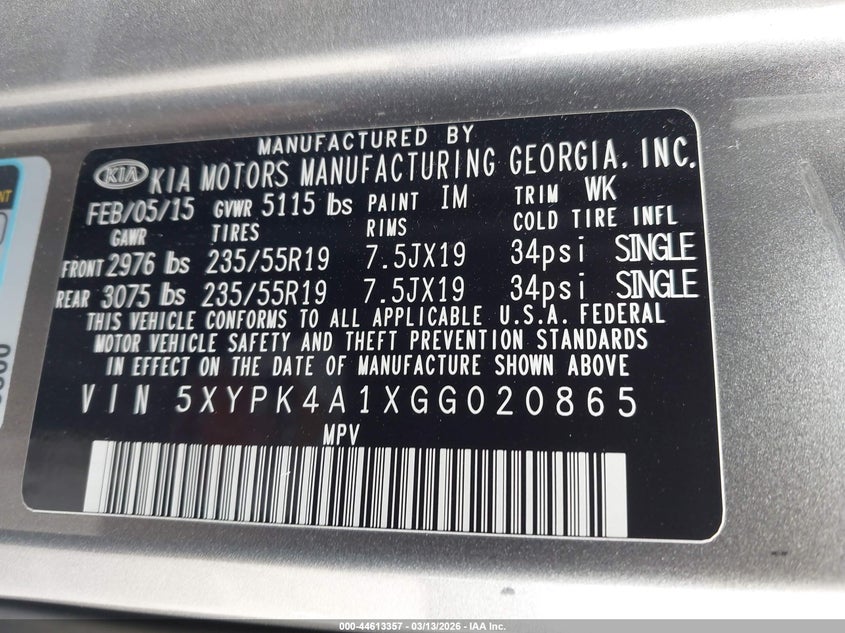 MANUFACTURED BY
KIA KIA MOTORS MANUFACTURING GEORGIA, INC.
FEB/05/15 GVWR 5115 lbs PAINT IM TRIM WK
GAWR TIRES RIMS COLD TIRE INFL
FRONT 2976 lbs 235/55R19 7.5JX19 34psi SINGLE
REAR 3075 lbs 235/55R19 7.5JX19 34psi SINGLE
THIS VEHICLE CONFORMS TO ALL APPLICABLE U.S.A. FEDERAL
MOTOR VEHICLE SAFETY AND THEFT PREVENTION STANDARDS
IN EFFECT ON THE DATE OF MANUFACTURE SHOWN ABOVE
VIN 5XYPK4A1XGG020865
MPV
000-44613357 - 03/13/2026 - IAA Inc.